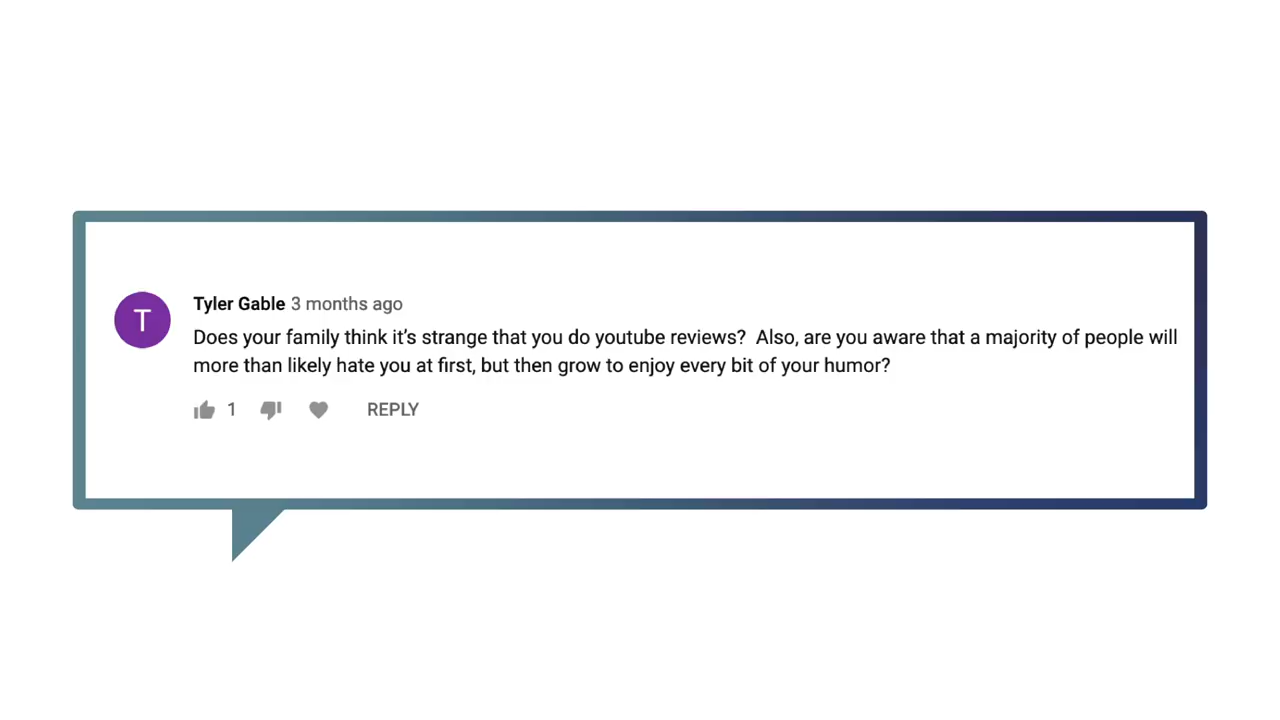 T
Tyler Gable 3 months ago
Does your family think it’s strange that you do youtube reviews?  Also, are you aware that a majority of people will
more than likely hate you at first, but then grow to enjoy every bit of your humor?
1 REPLY